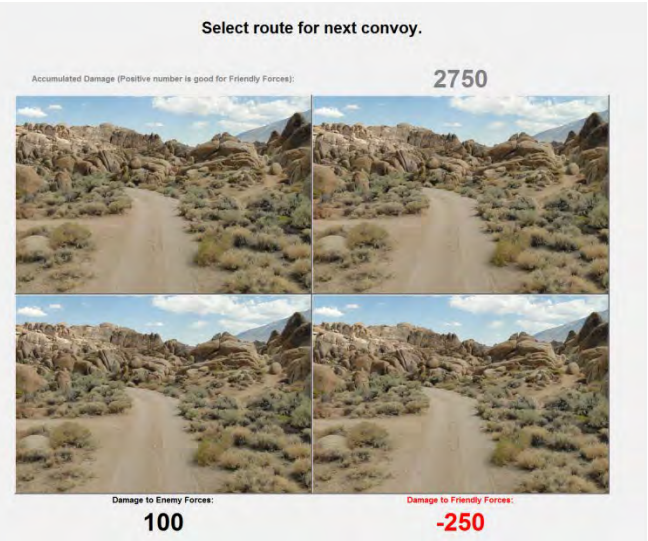 Select route for next convoy.
Accumulated Damage (Positive number is good for Friendly Forces): 2750
Damage to Enemy Forces: Damage to Friendly Forces:
100 -250